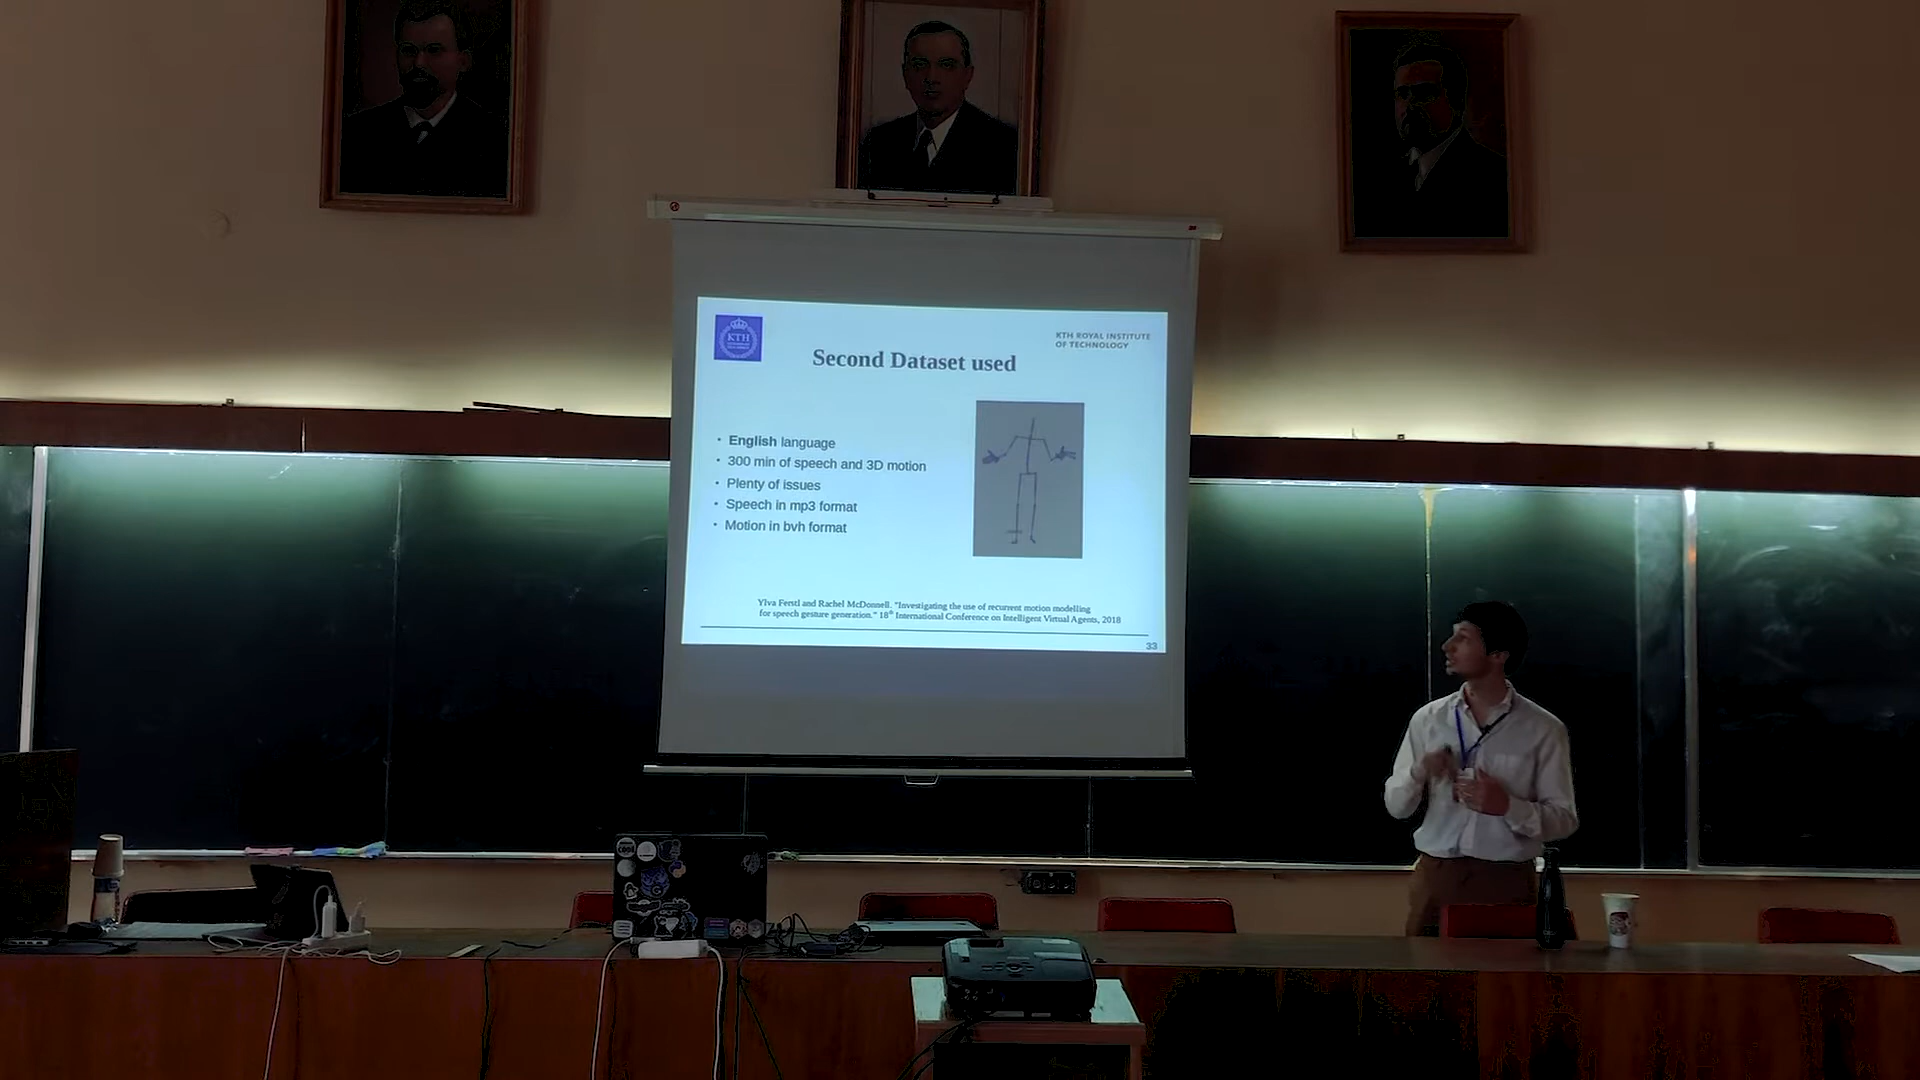 KTH
KTH ROYAL INSTITUTE
OF TECHNOLOGY
Second Dataset used
• English language
• 300 min of speech and 3D motion
• Plenty of issues
• Speech in mp3 format
• Motion in bvh format
Ylva Ferstl and Rachel McDonnell. "Investigating the use of recurrent motion modelling
for speech gesture generation." 18th International Conference on Intelligent Virtual Agents, 2018
33